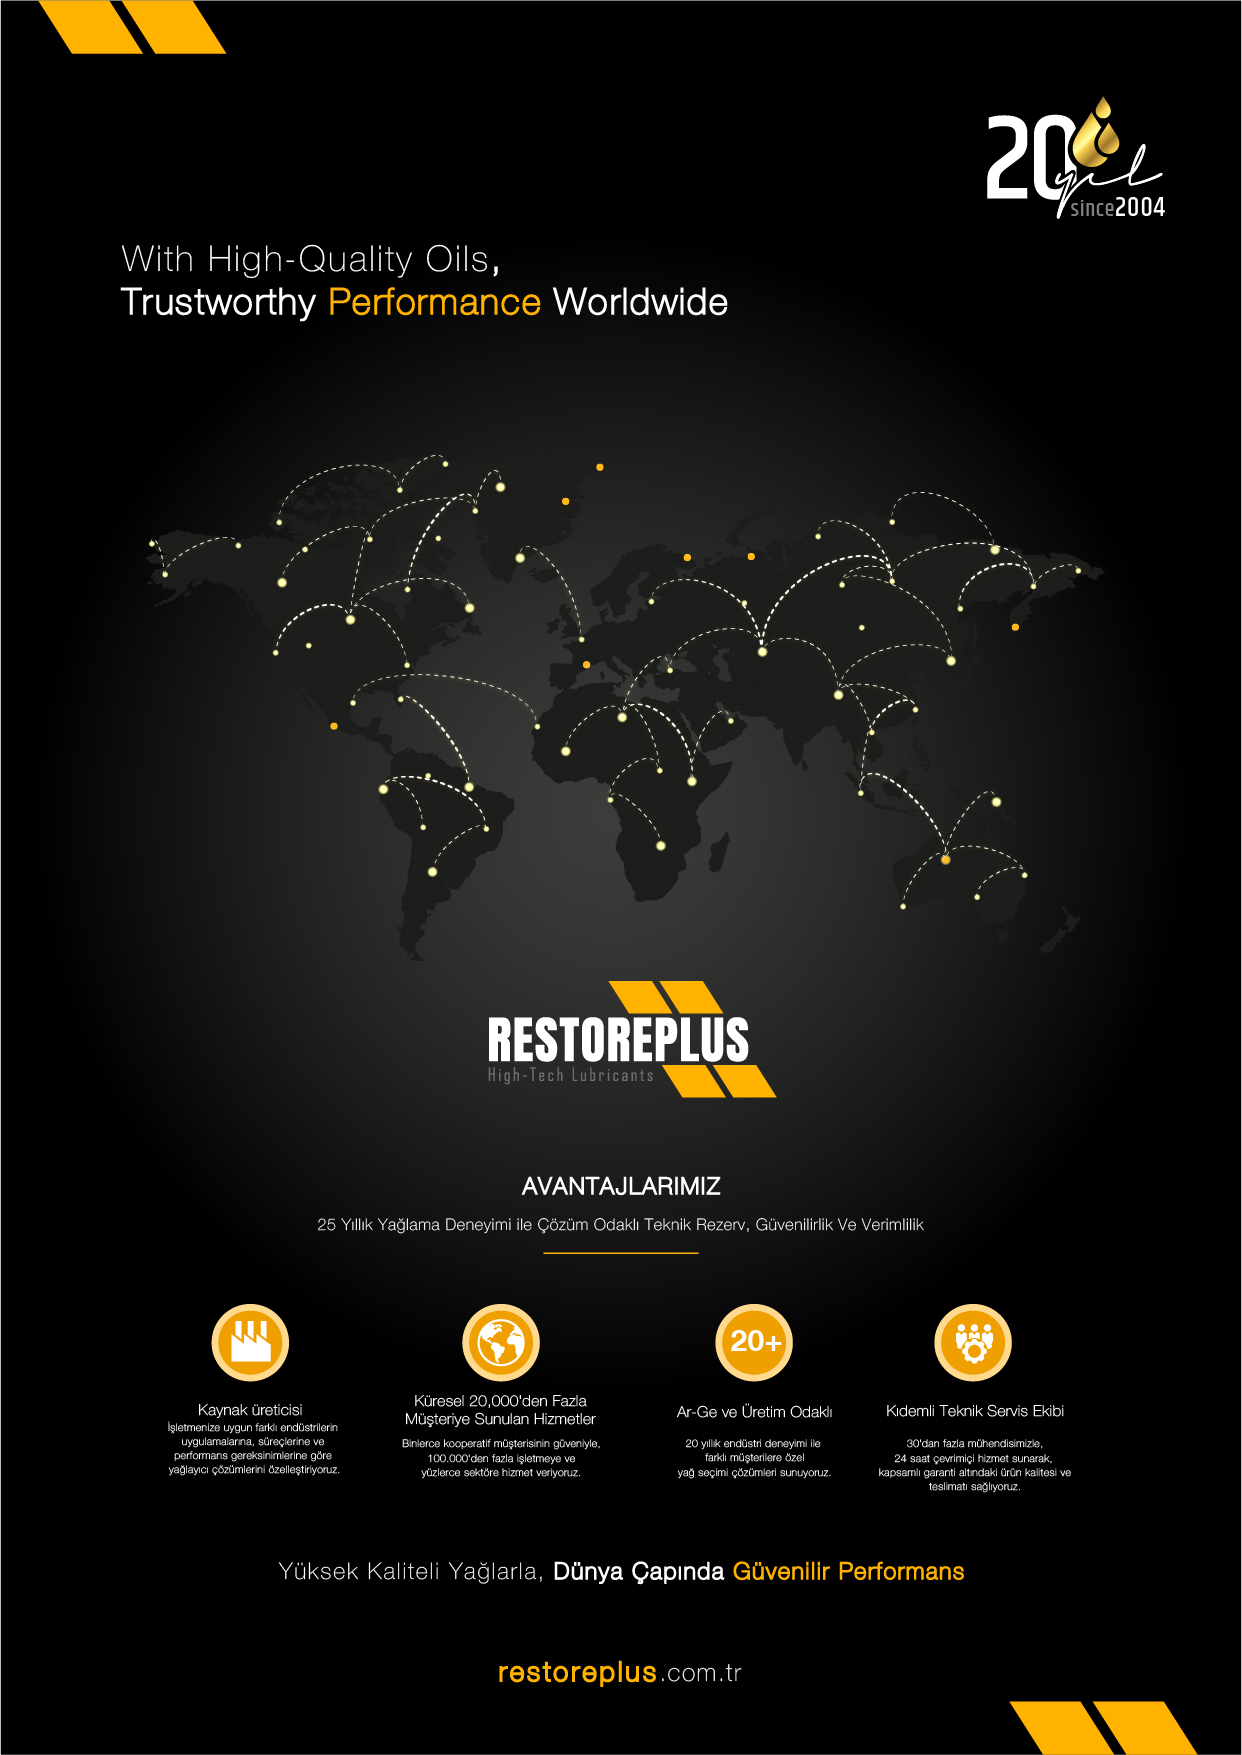 20 yıl
since2004
With High-Quality Oils,
Trustworthy Performance Worldwide
RESTOREPLUS
High-Tech Lubricants
AVANTAJLARIMIZ
25 Yıllık Yağlama Deneyimi ile Çözüm Odaklı Teknik Rezerv, Güvenilirlik Ve Verimlilik
Kaynak üreticisi
İşletmenize uygun farklı endüstrilerin
uygulamalarına, süreçlerine ve
performans gereksinimlerine göre
yağlayıcı çözümlerini özelleştiriyoruz.
Küresel 20,000'den Fazla
Müşteriye Sunulan Hizmetler
Binlerce kooperatif müşterisinin güveniyle,
100.000'den fazla işletmeye ve
yüzlerce sektöre hizmet veriyoruz.
20+
Ar-Ge ve Üretim Odaklı
20 yıllık endüstri deneyimi ile
farklı müşterilere özel
yağ seçimi çözümleri sunuyoruz.
Kıdemli Teknik Servis Ekibi
30'dan fazla mühendisimizle,
24 saat çevrimiçi hizmet sunarak,
kapsamlı garanti altındaki ürün kalitesi ve
teslimatı sağlıyoruz.
Yüksek Kaliteli Yağlarla, Dünya Çapında Güvenilir Performans
restoreplus.com.tr